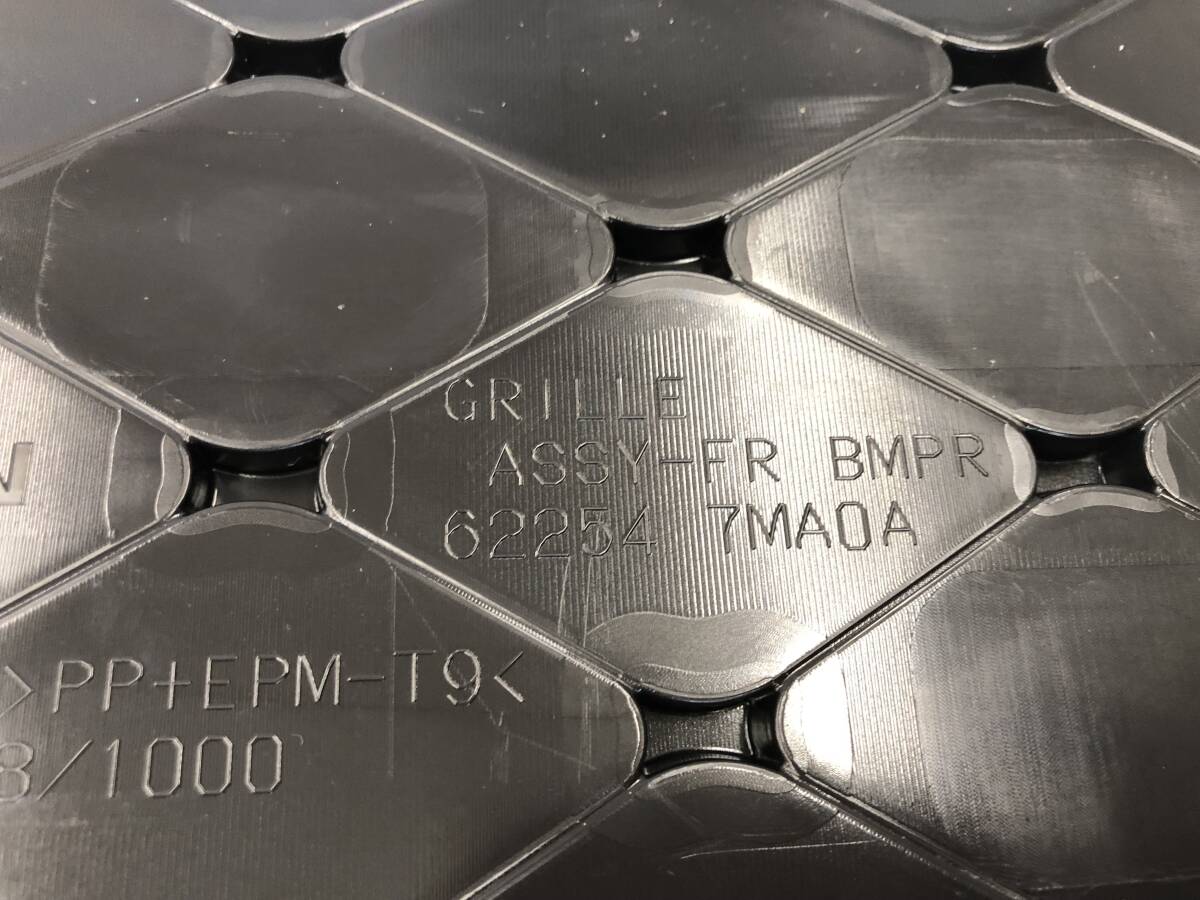 GRILLE
ASSY-FR BMPR
62254 7MA0A
>PP+EPM-T9<
8/1000